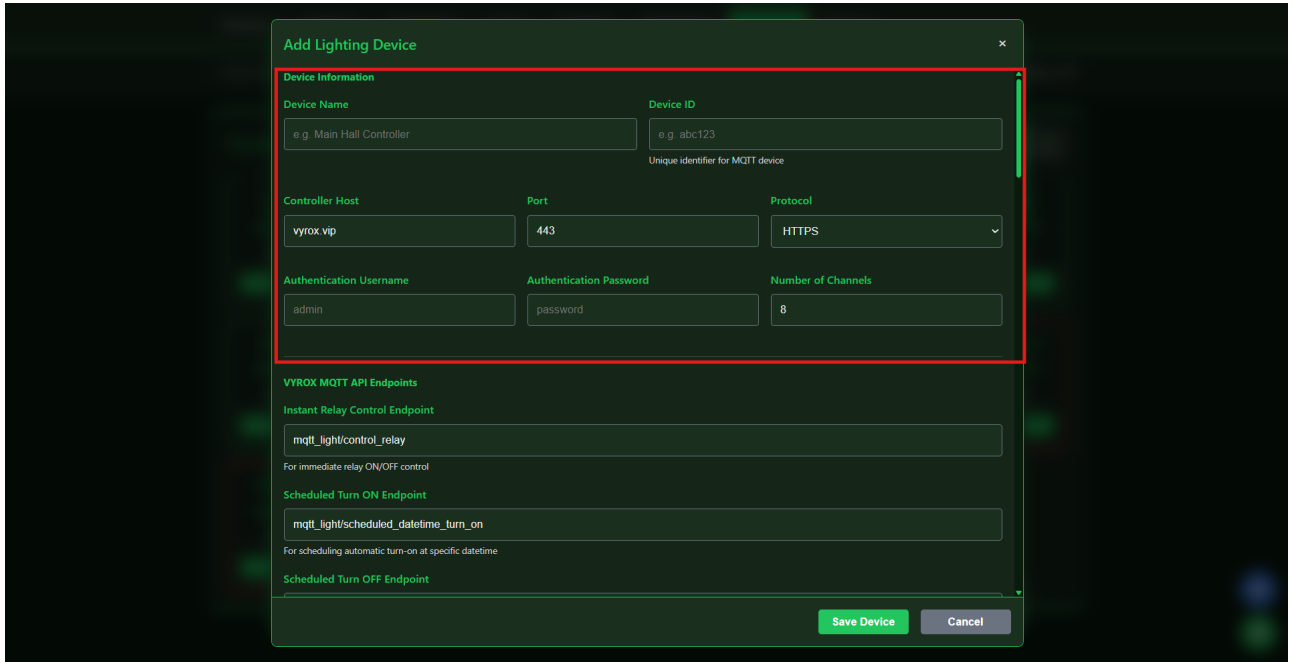 Add Lighting Device ×
Device Information
Device Name Device ID
e.g. Main Hall Controller e.g. abc123
Unique identifier for MQTT device
Controller Host Port Protocol
vyrox.vip 443 HTTPS
Authentication Username Authentication Password Number of Channels
admin password 8
VYROX MQTT API Endpoints
Instant Relay Control Endpoint
mqtt_light/control_relay
For immediate relay ON/OFF control
Scheduled Turn ON Endpoint
mqtt_light/scheduled_datetime_turn_on
For scheduling automatic turn-on at specific datetime
Scheduled Turn OFF Endpoint
Save Device Cancel